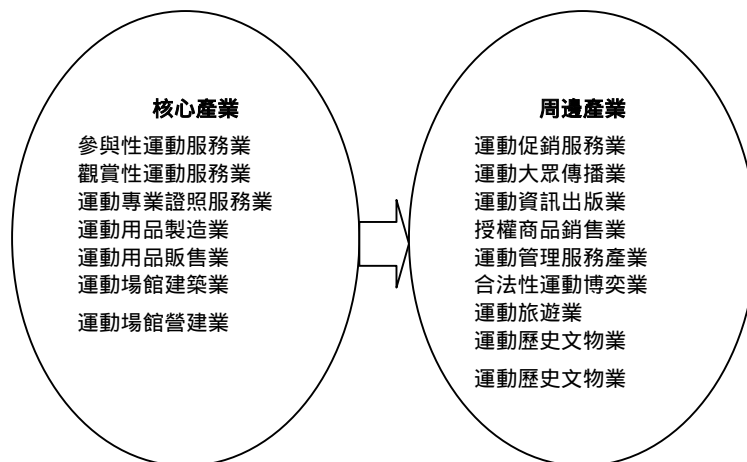 核心產業
參與性運動服務業
觀賞性運動服務業
運動專業證照服務業
運動用品製造業
運動用品販售業
運動場館建築業
運動場館營建業
周邊產業
運動促銷服務業
運動大眾傳播業
運動資訊出版業
授權商品銷售業
運動管理服務產業
合法性運動博奕業
運動旅遊業
運動歷史文物業
運動歷史文物業